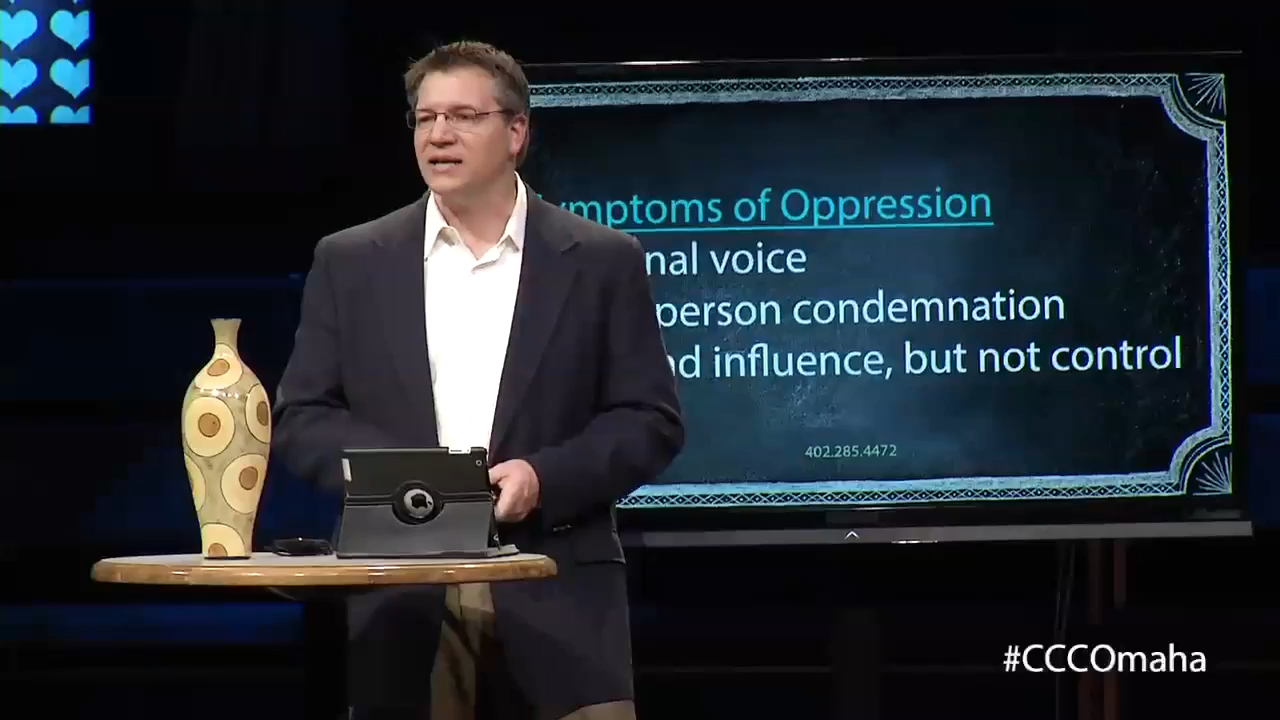 ymptoms of Oppression
nal voice
person condemnation
nd influence, but not control
402.285.4472
#CCCOmaha